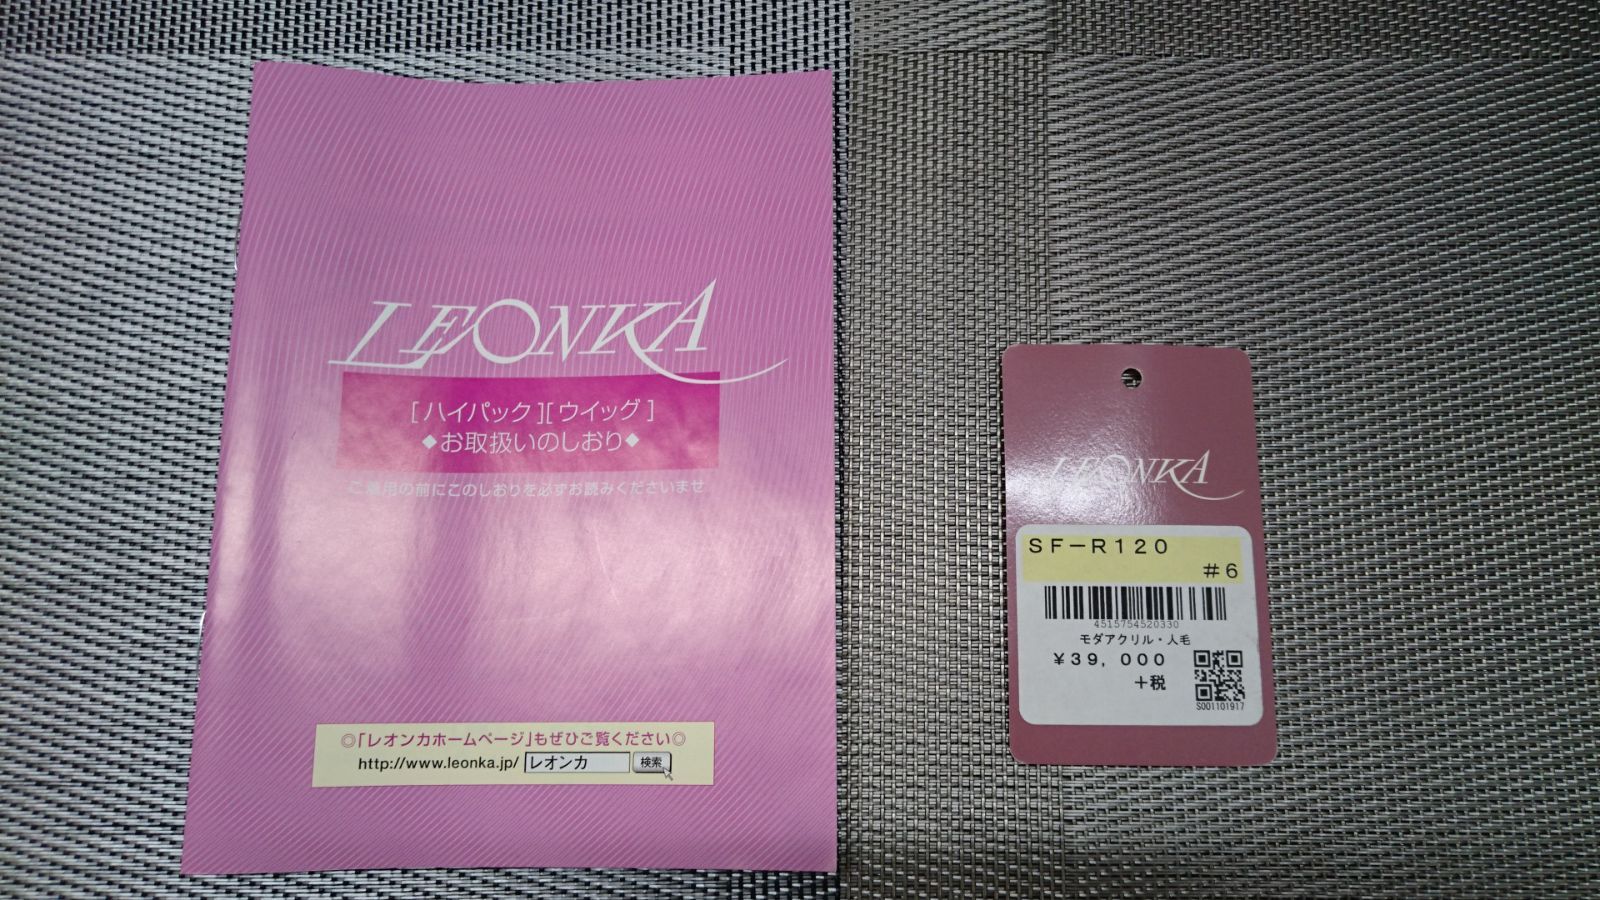 LEONKA
[ハイパック][ウイッグ]
◆お取扱いのしおり◆
ご着用の前にこのしおりを必ずお読みくださいませ
◎「レオンカホームページ」もぜひご覧ください◎
http://www.leonka.jp/ レオンカ 検索
LEONKA
SF-R120
#6
4515754520330
モダアクリル・人毛
¥39,000
+税
S001101917